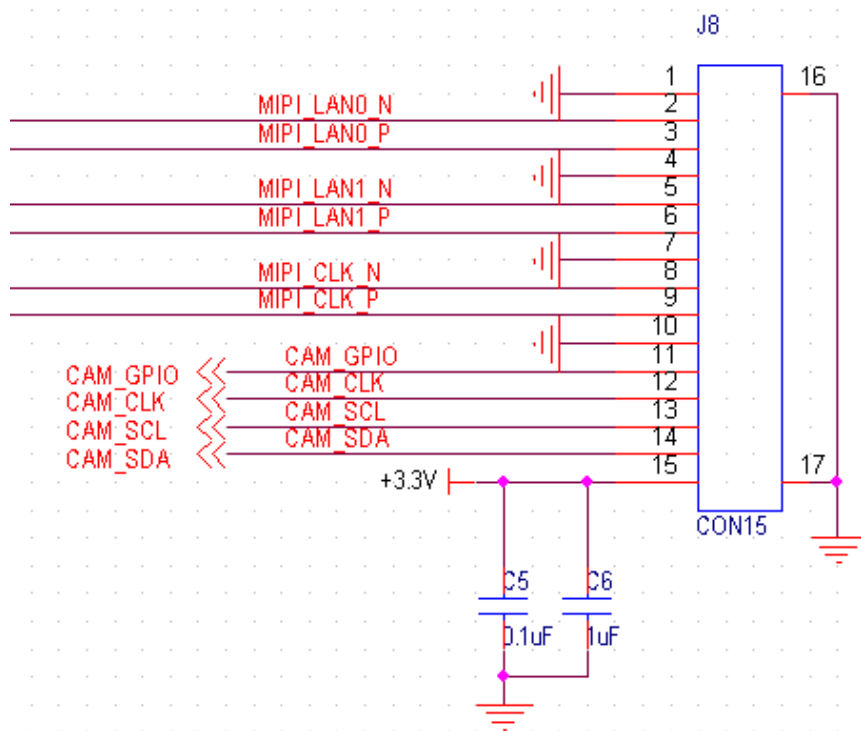 J8
1 16
2
MIPI_LAN0_N
3
MIPI_LAN0_P
4
5
MIPI_LAN1_N
6
MIPI_LAN1_P
7
8
MIPI_CLK_N
9
MIPI_CLK_P
10
11
CAM_GPIO CAM_GPIO
12
CAM_CLK CAM_CLK
13
CAM_SCL CAM_SCL
14
CAM_SDA CAM_SDA
15 17
+3.3V
CON15
C5 C6
0.1uF 1uF